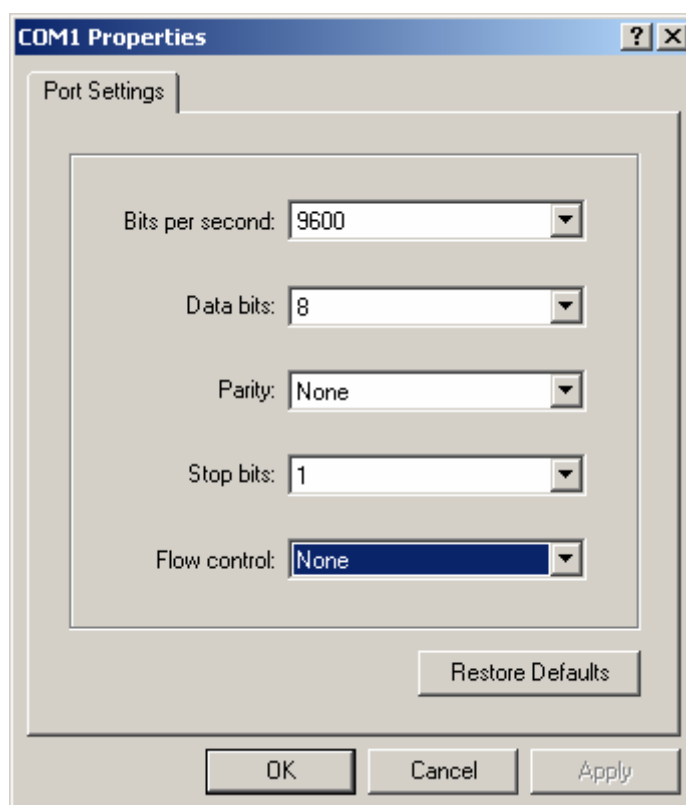 COM1 Properties
Port Settings
Bits per second: 9600
Data bits: 8
Parity: None
Stop bits: 1
Flow control: None
Restore Defaults
OK Cancel Apply